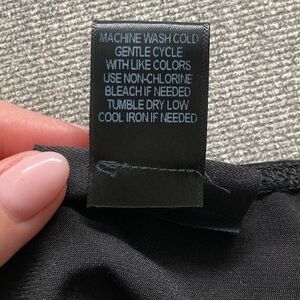 MACHINE WASH COLD
GENTLE CYCLE
WITH LIKE COLORS
USE NON-CHLORINE
BLEACH IF NEEDED
TUMBLE DRY LOW
COOL IRON IF NEEDED